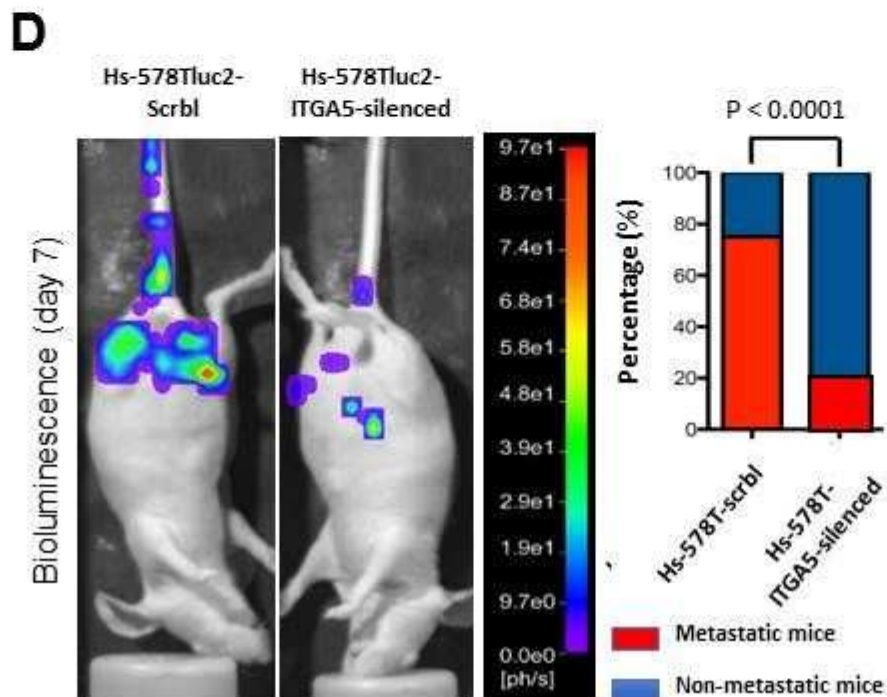 D
Hs-578Tluc2-
Scrbl
Hs-578Tluc2-
ITGA5-silenced
Bioluminescence (day 7)
9.7e1
8.7e1
7.4e1
6.8e1
5.8e1
4.8e1
3.9e1
2.9e1
1.9e1
9.7e0
0.0e0
[ph/s]
P < 0.0001
Percentage (%)
100
80
60
40
20
0
Hs-578T-scrbl
Hs-578T-
ITGA5-silenced
,
Metastatic mice
Non-metastatic mice